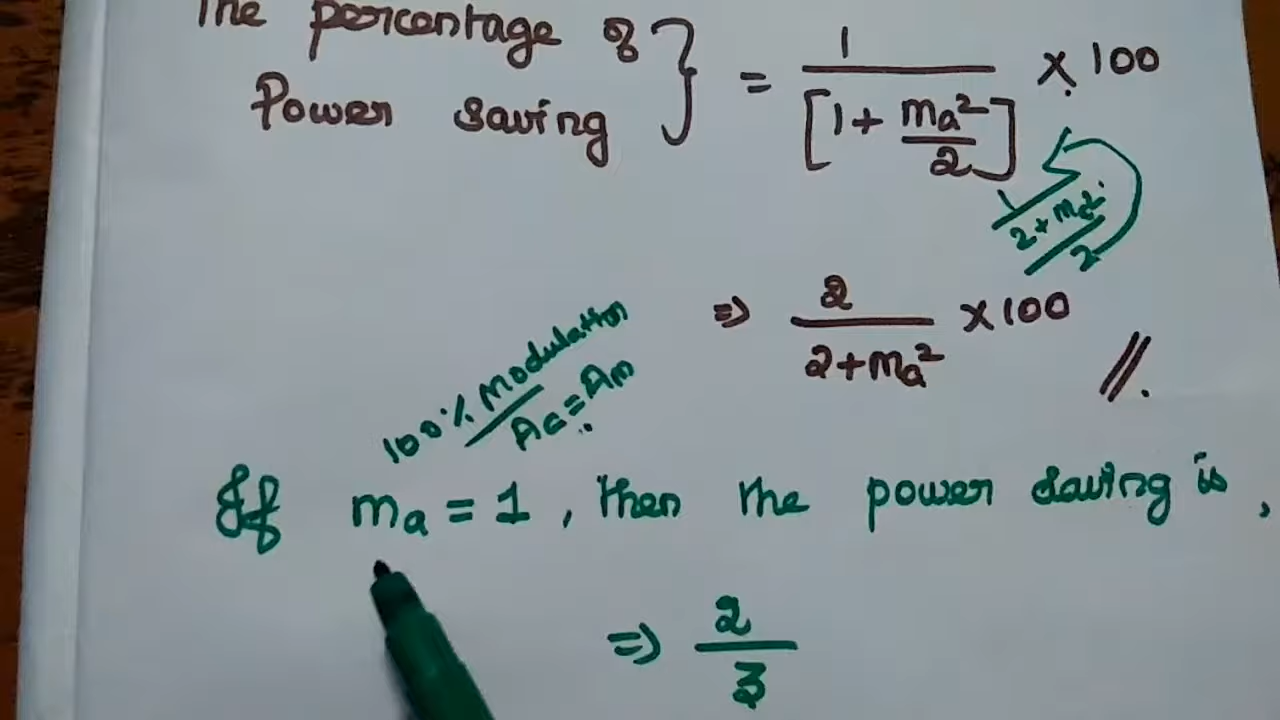 The percentage of } = 1 / [1 + ma²/2] × 100
Power saving
1 / (2 + ma² / 2)
⇒ 2 / (2 + ma²) × 100 //.
100% Modulation
Ac = Am
If ma = 1, then the power saving is,
⇒ 2 / 3